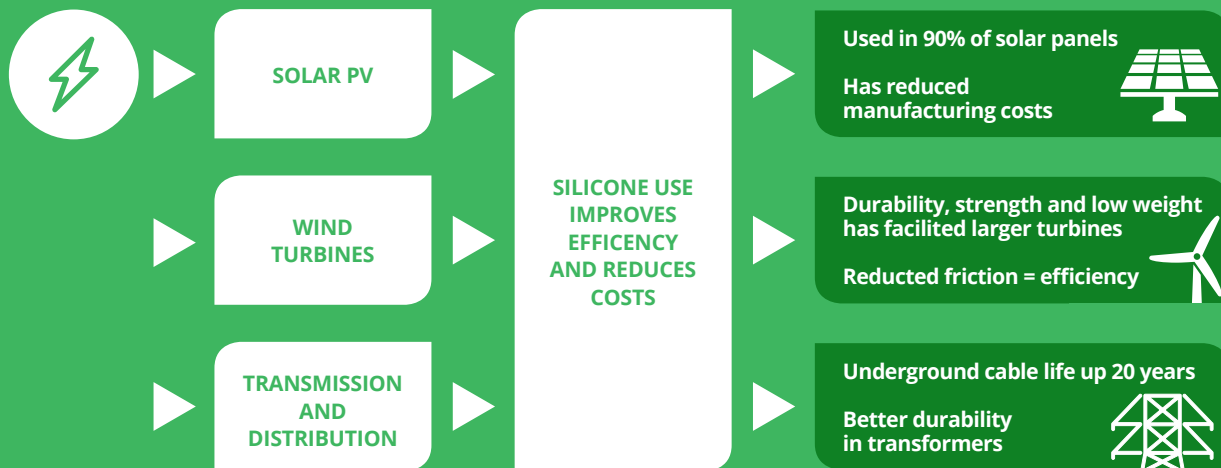 SOLAR PV
WIND
TURBINES
TRANSMISSION
AND
DISTRIBUTION
SILICONE USE
IMPROVES
EFFICENCY
AND REDUCES
COSTS
Used in 90% of solar panels
Has reduced
manufacturing costs
Durability, strength and low weight
has facilited larger turbines
Reducted friction = efficiency
Underground cable life up 20 years
Better durability
in transformers